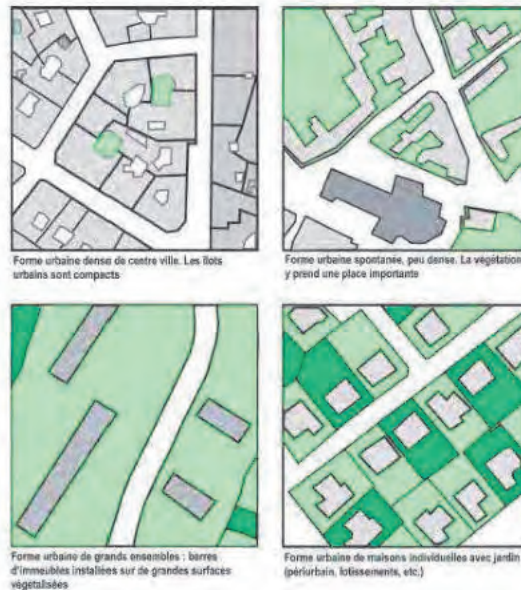 Forme urbaine dense de centre ville. Les îlots
urbains sont compacts
Forme urbaine spontanée, peu dense. La végétation
y prend une place importante
Forme urbaine de grands ensembles : barres
d'immeubles installées sur de grandes surfaces
végétalisées
Forme urbaine de maisons individuelles avec jardin
(périurbain, lotissements, etc.)